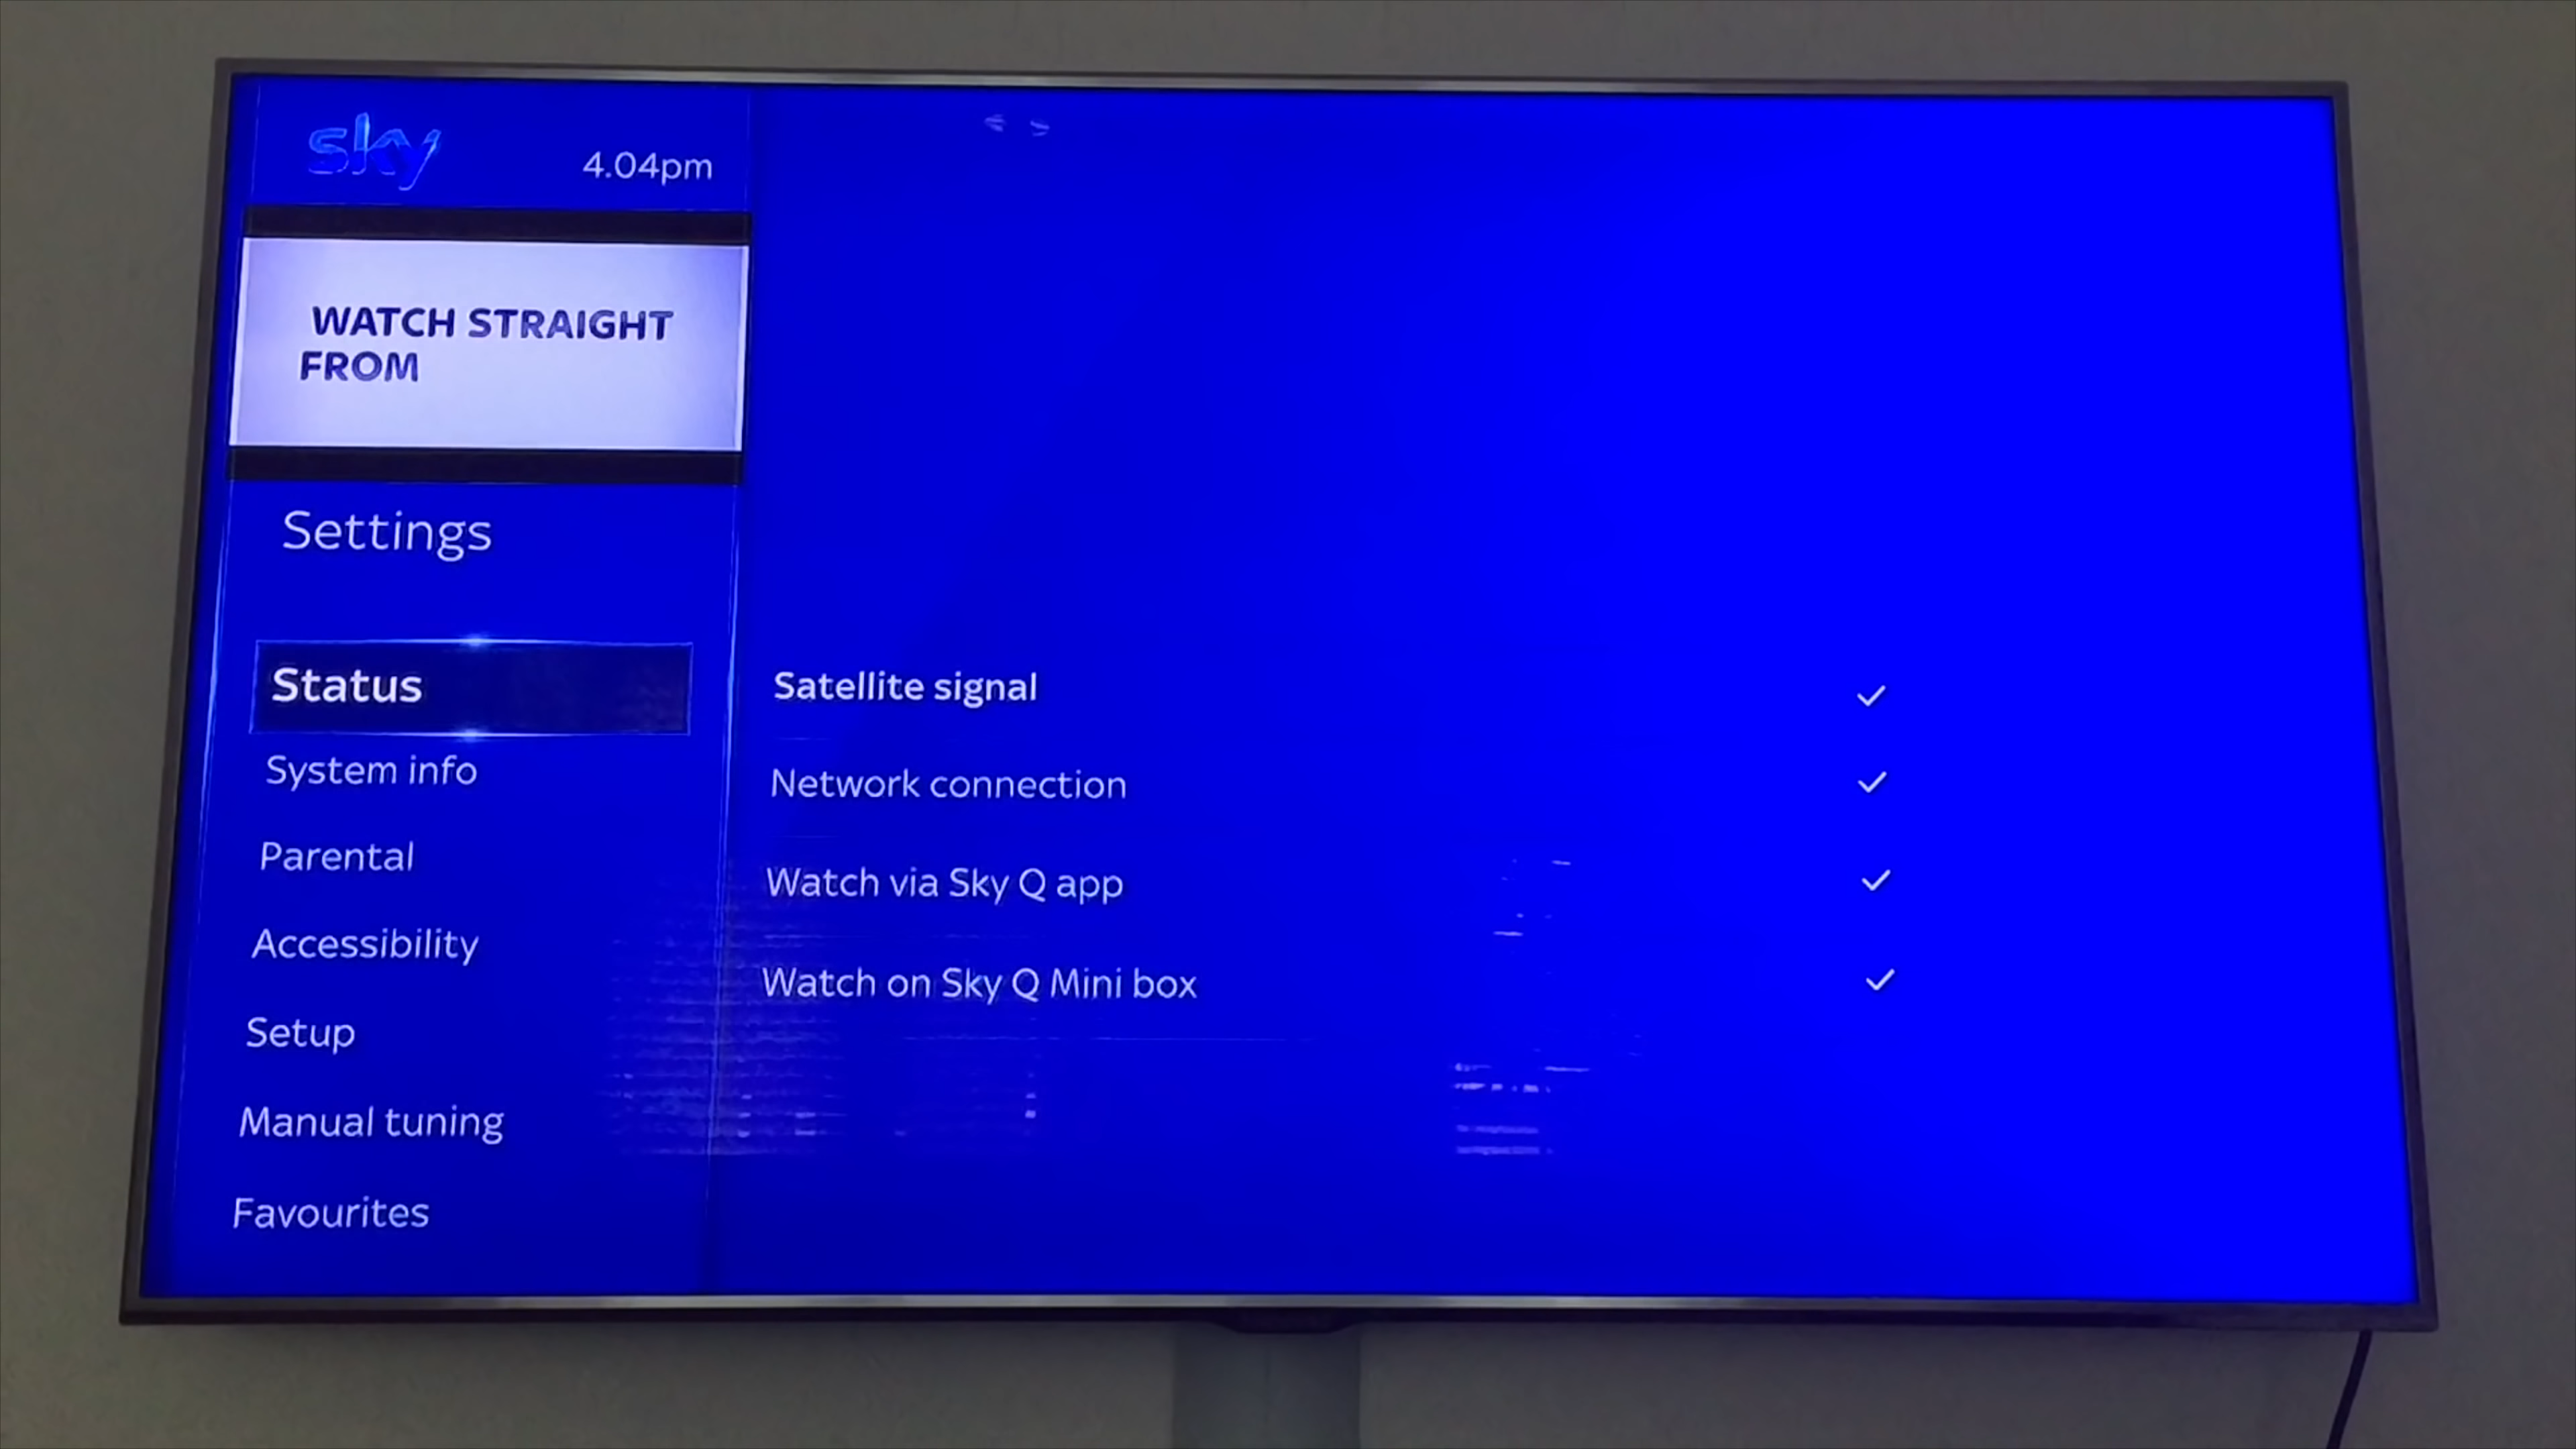 sky
4.04pm
WATCH STRAIGHT
FROM
Settings
Status
System info
Parental
Accessibility
Setup
Manual tuning
Favourites
Satellite signal
Network connection
Watch via Sky Q app
Watch on Sky Q Mini box